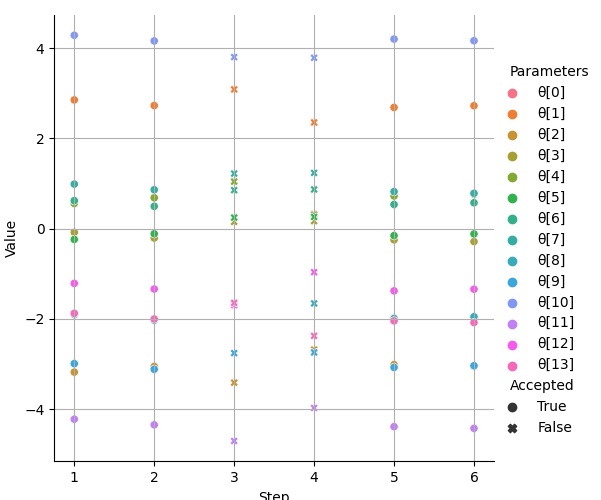 4
2
0
−2
−4
Value
1 2 3 4 5 6
Step
Parameters
θ[0]
θ[1]
θ[2]
θ[3]
θ[4]
θ[5]
θ[6]
θ[7]
θ[8]
θ[9]
θ[10]
θ[11]
θ[12]
θ[13]
Accepted
True
False